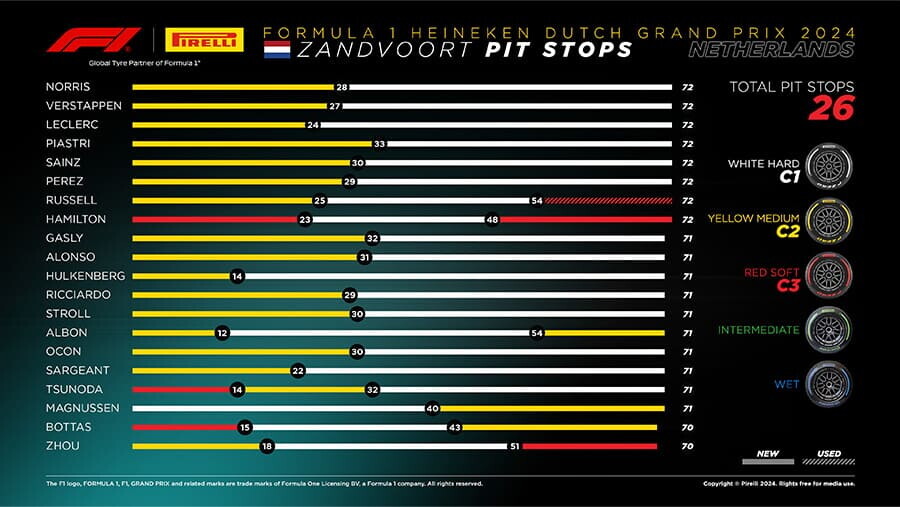 F1
PIRELLI
Global Tyre Partner of Formula 1®
FORMULA 1 HEINEKEN DUTCH GRAND PRIX 2024
ZANDVOORT PIT STOPS
NETHERLANDS
NORRIS 28 72
VERSTAPPEN 27 72
LECLERC 24 72
PIASTRI 33 72
SAINZ 30 72
PEREZ 29 72
RUSSELL 25 54 72
HAMILTON 23 48 72
GASLY 32 71
ALONSO 31 71
HULKENBERG 14 71
RICCIARDO 29 71
STROLL 30 71
ALBON 12 54 71
OCON 30 71
SARGEANT 22 71
TSUNODA 14 32 71
MAGNUSSEN 40 71
BOTTAS 15 43 70
ZHOU 18 51 70
TOTAL PIT STOPS
26
WHITE HARD
C1
YELLOW MEDIUM
C2
RED SOFT
C3
INTERMEDIATE
WET
NEW USED
The F1 logo, FORMULA 1, F1, GRAND PRIX and related marks are trade marks of Formula One Licensing BV, a Formula 1 company. All rights reserved.
Copyright © Pirelli 2024. Rights free for media use.